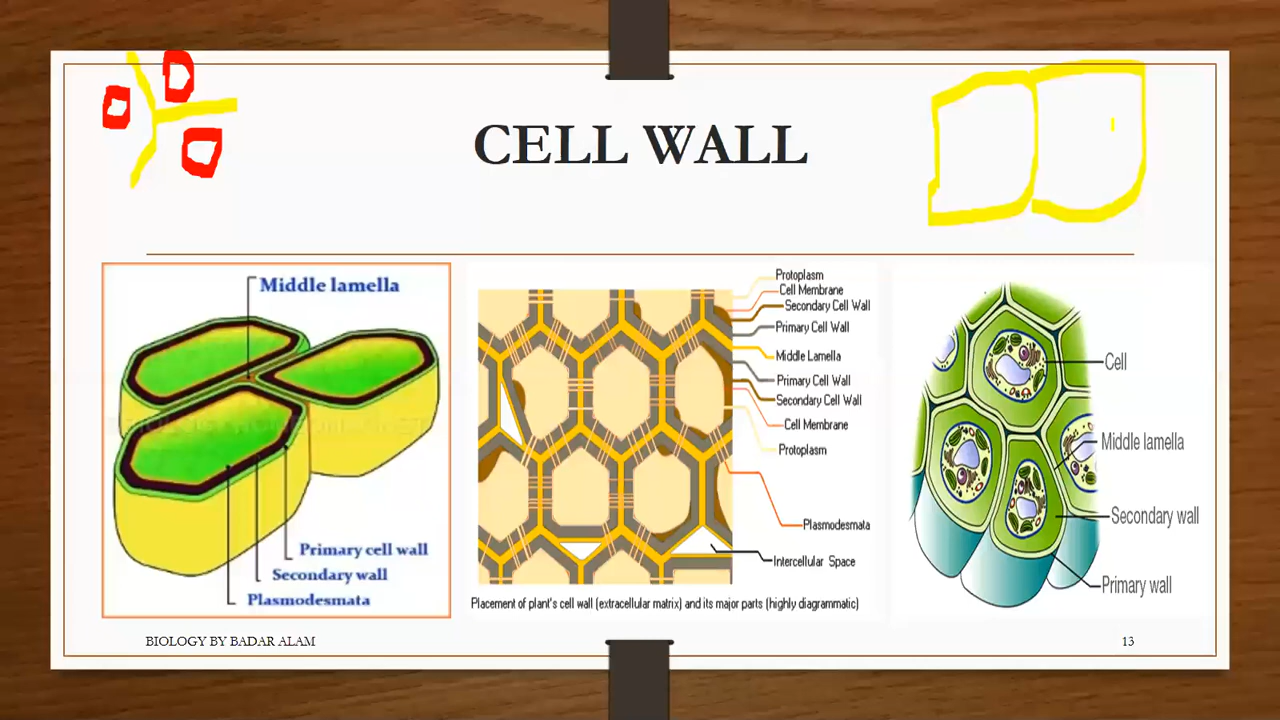 CELL WALL
Middle lamella
Primary cell wall
Secondary wall
Plasmodesmata
Protoplasm
Cell Membrane
Secondary Cell Wall
Primary Cell Wall
Middle Lamella
Primary Cell Wall
Secondary Cell Wall
Cell Membrane
Protoplasm
Plasmodesmata
Intercellular Space
Placement of plant's cell wall (extracellular matrix) and its major parts (highly diagrammatic)
Cell
Middle lamella
Secondary wall
Primary wall
BIOLOGY BY BADAR ALAM
13